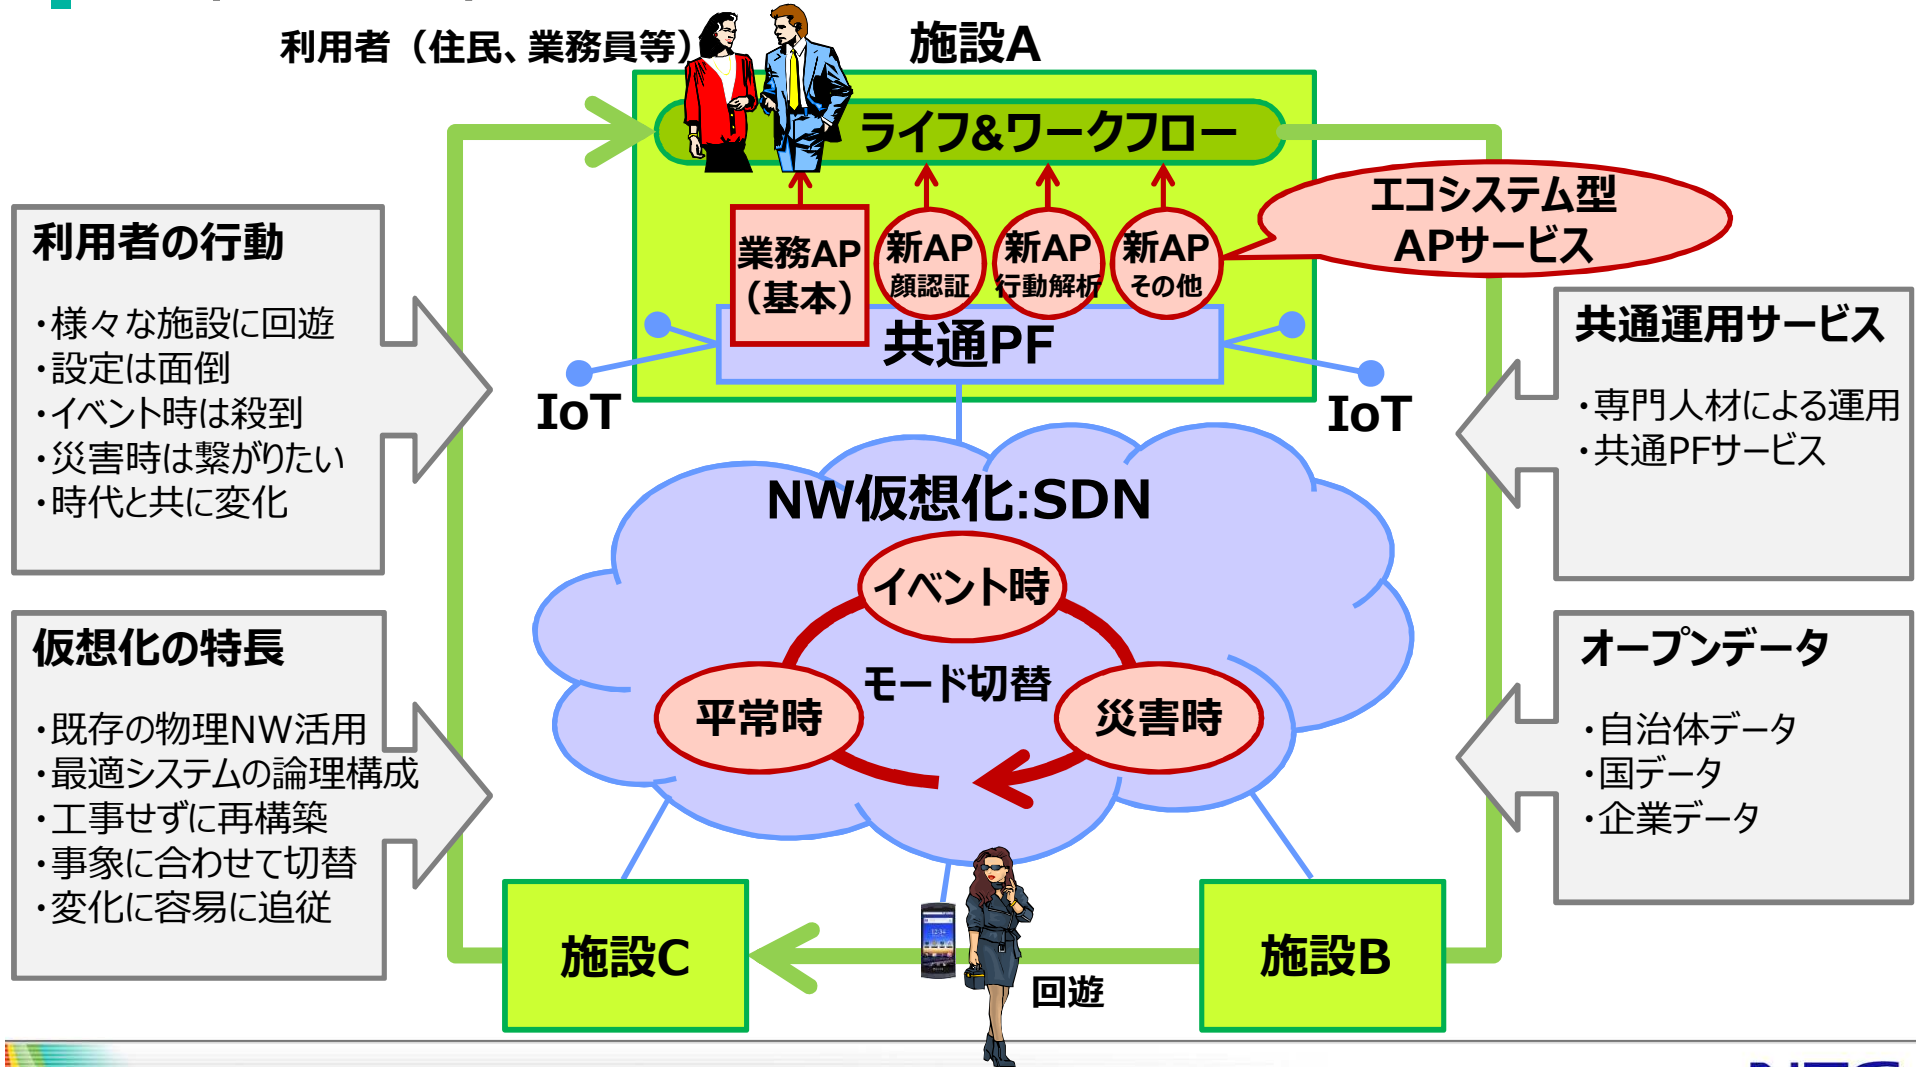 利用者（住民、業務員等）
施設A
ライフ&ワークフロー
エコシステム型
APサービス
業務AP
（基本）
新AP
顔認証
新AP
行動解析
新AP
その他
共通PF
IoT
IoT
利用者の行動
・様々な施設に回遊
・設定は面倒
・イベント時は殺到
・災害時は繋がりたい
・時代と共に変化
共通運用サービス
・専門人材による運用
・共通PFサービス
NW仮想化:SDN
イベント時
モード切替
平常時
災害時
仮想化の特長
・既存の物理NW活用
・最適システムの論理構成
・工事せずに再構築
・事象に合わせて切替
・変化に容易に追従
オープンデータ
・自治体データ
・国データ
・企業データ
施設C
施設B
回遊